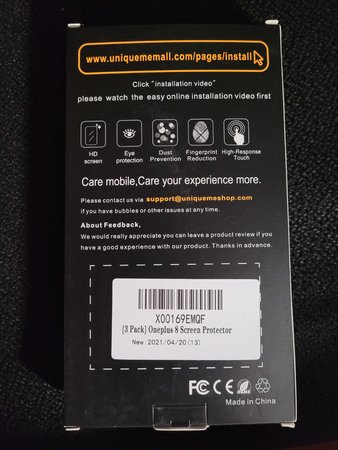 www.uniquememall.com/pages/install
Click "installation video"
please watch the easy online installation video first
HD
screen
Eye
protection
Dust
Prevention
Fingerprint
Reduction
High-Response
Touch
Care mobile,Care your experience more.
Please contact us via support@uniquemeshop.com
if you have bubbles or other issues at any time.
About Feedback,
We would really appreciate you can leave a product review if you
have a good experience with our product. Thanks in advance.
X00169EMQF
[3 Pack] Oneplus 8 Screen Protector
New 2021/04/20(13)
FC CE
Made in China